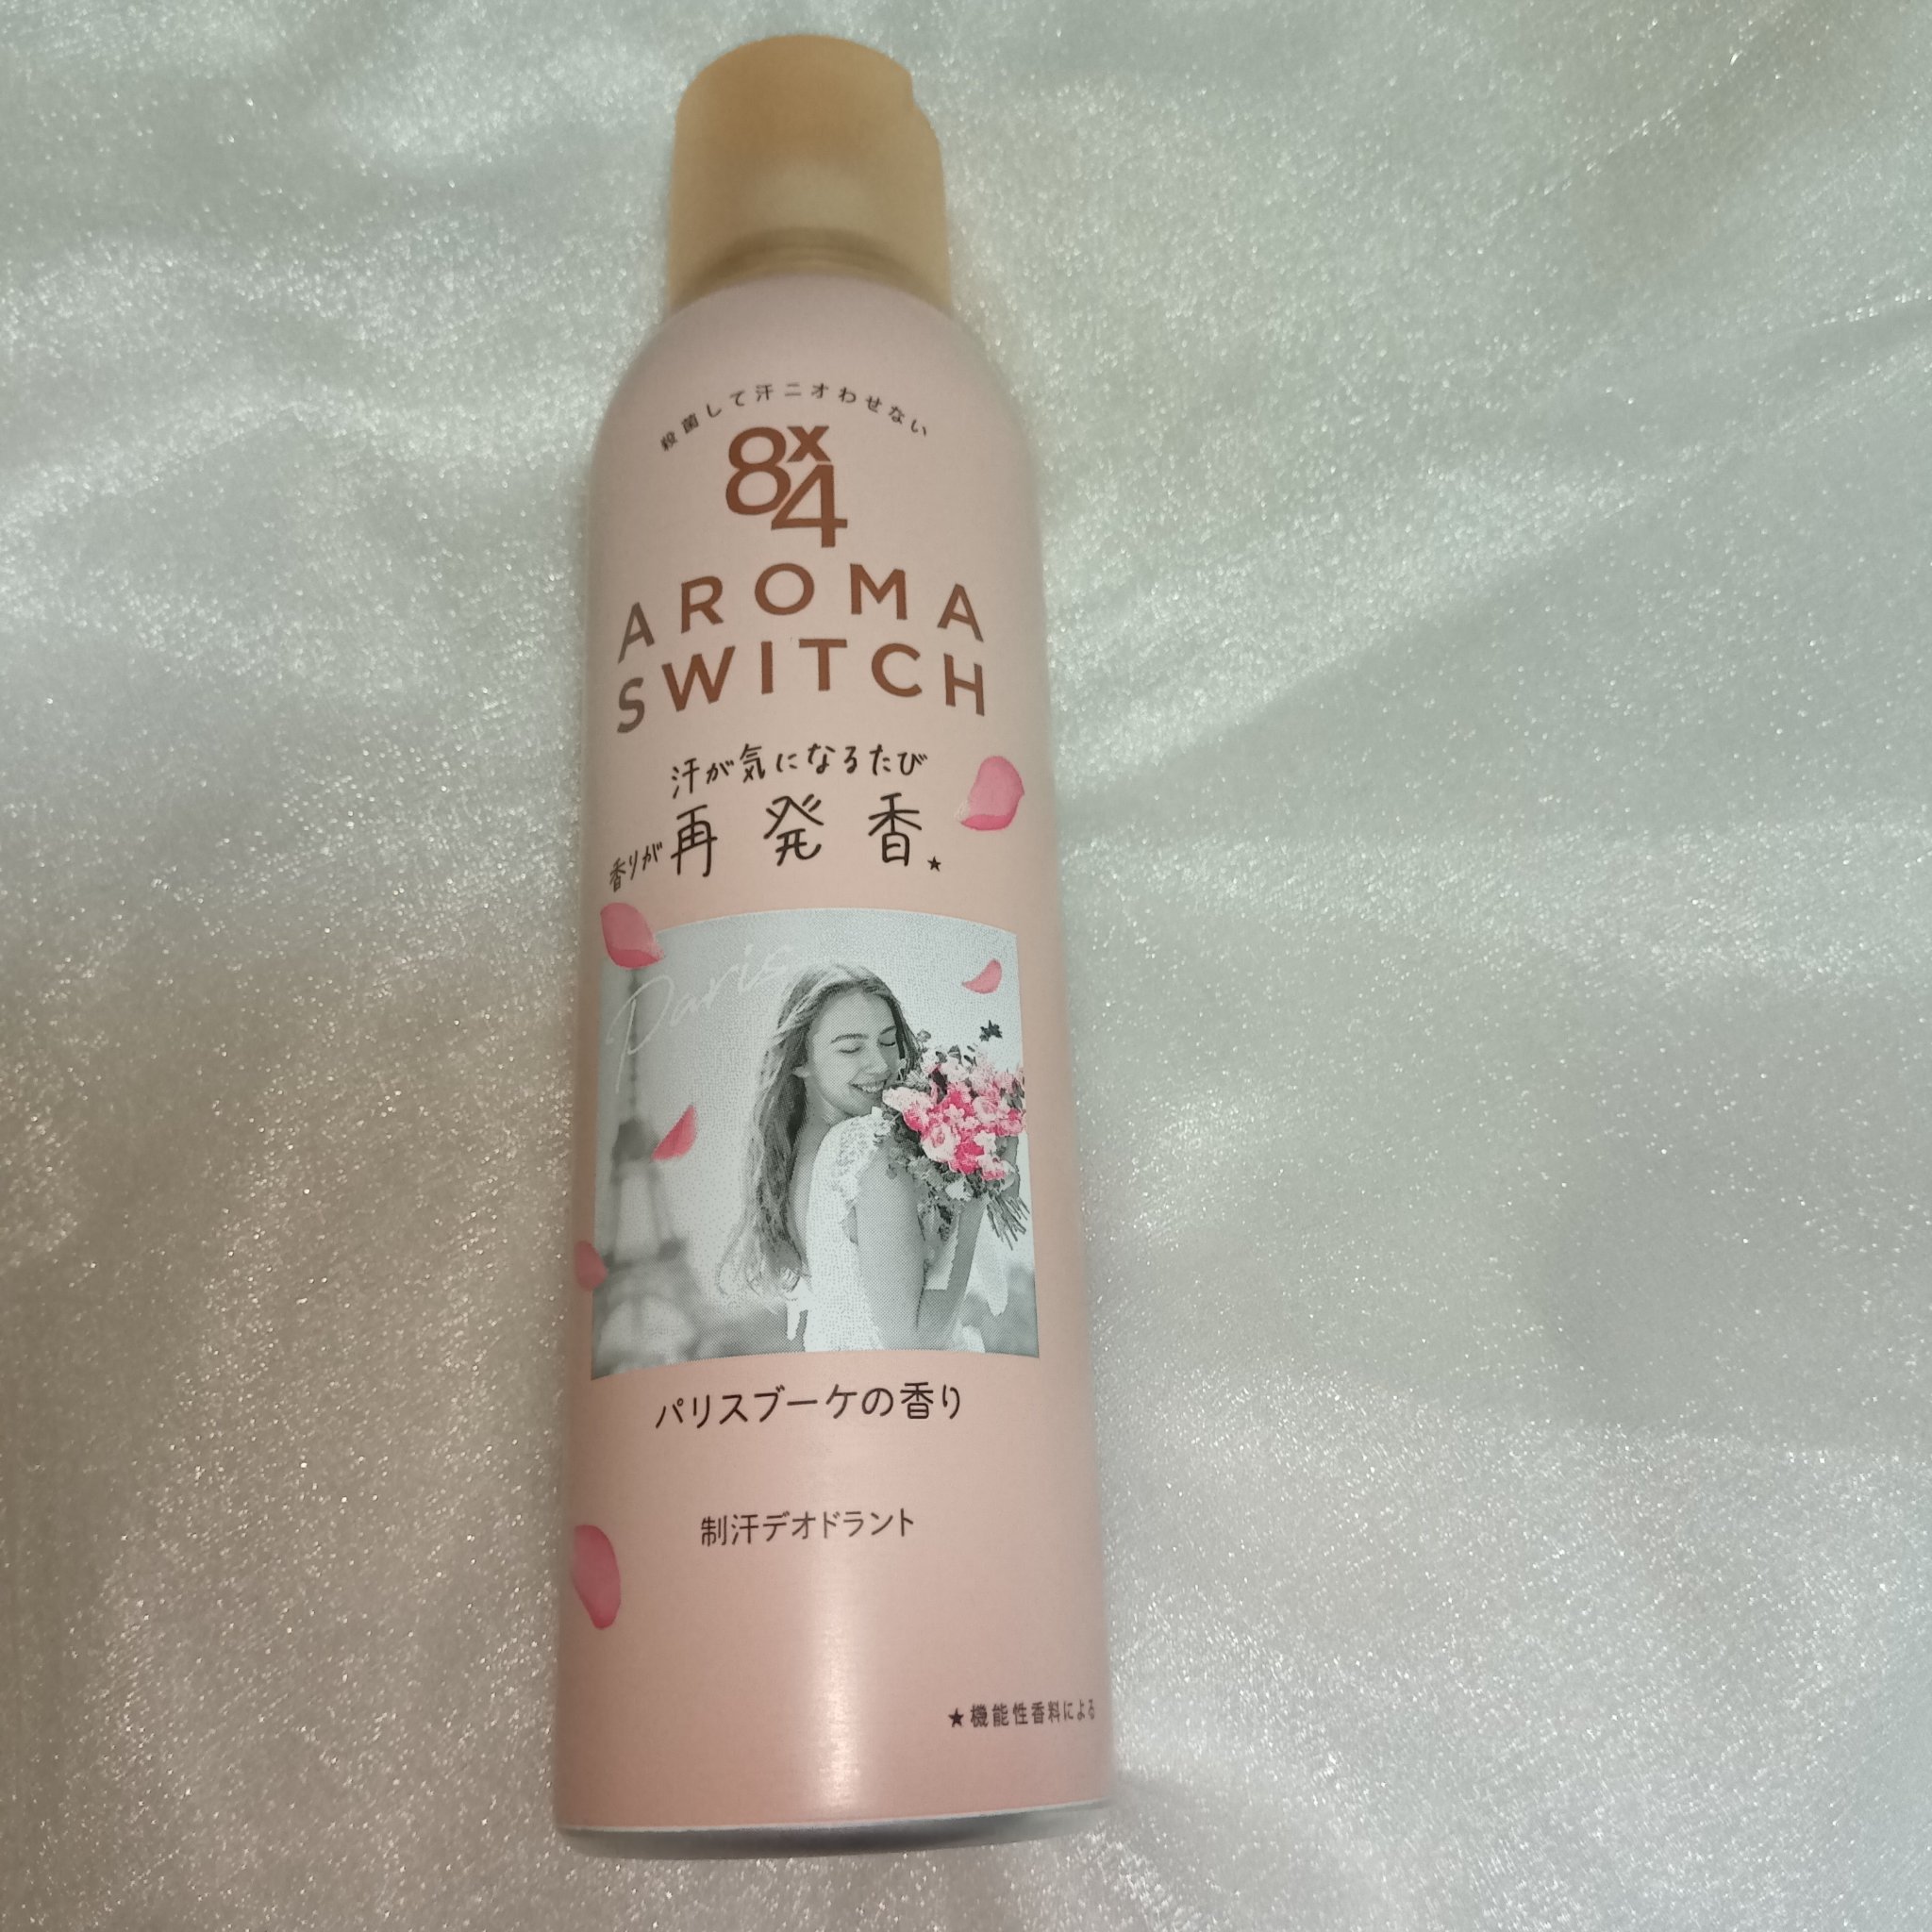 殺菌して汗ニオわせない
8x4
AROMA
SWITCH
汗が気になるたび
香りが再発香★
Paris
パリスブーケの香り
制汗デオドラント
★機能性香料による